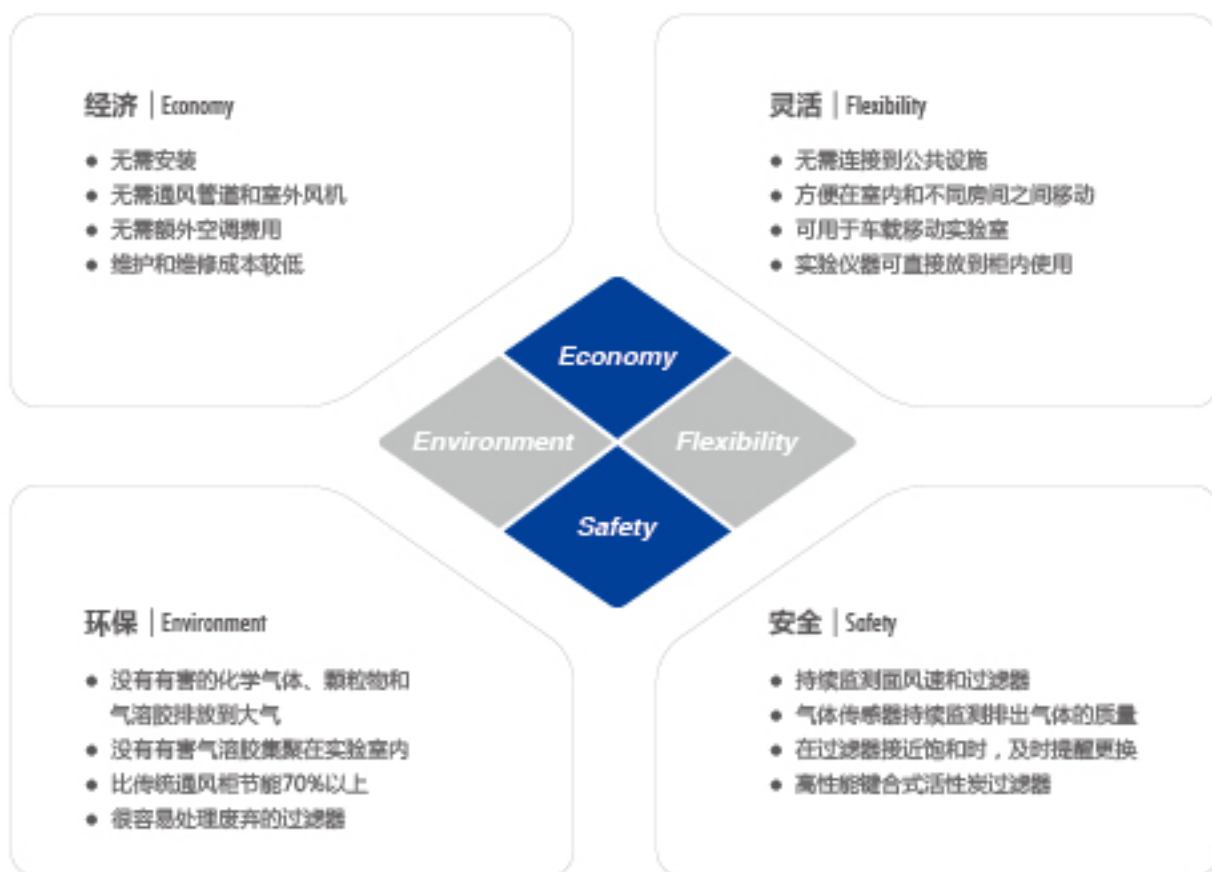 经济 | Economy
● 无需安装
● 无需通风管道和室外风机
● 无需额外空调费用
● 维护和维修成本较低
灵活 | Flexibility
● 无需连接到公共设施
● 方便在室内和不同房间之间移动
● 可用于车载移动实验室
● 实验仪器可直接放到柜内使用
Economy
Environment
Flexibility
Safety
环保 | Environment
● 没有有害的化学气体、颗粒物和
气溶胶排放到大气
● 没有有害气溶胶集聚在实验室内
● 比传统通风柜节能70%以上
● 很容易处理废弃的过滤器
安全 | Safety
● 持续监测面风速和过滤器
● 气体传感器持续监测排出气体的质量
● 在过滤器接近饱和时，及时提醒更换
● 高性能键合式活性炭过滤器